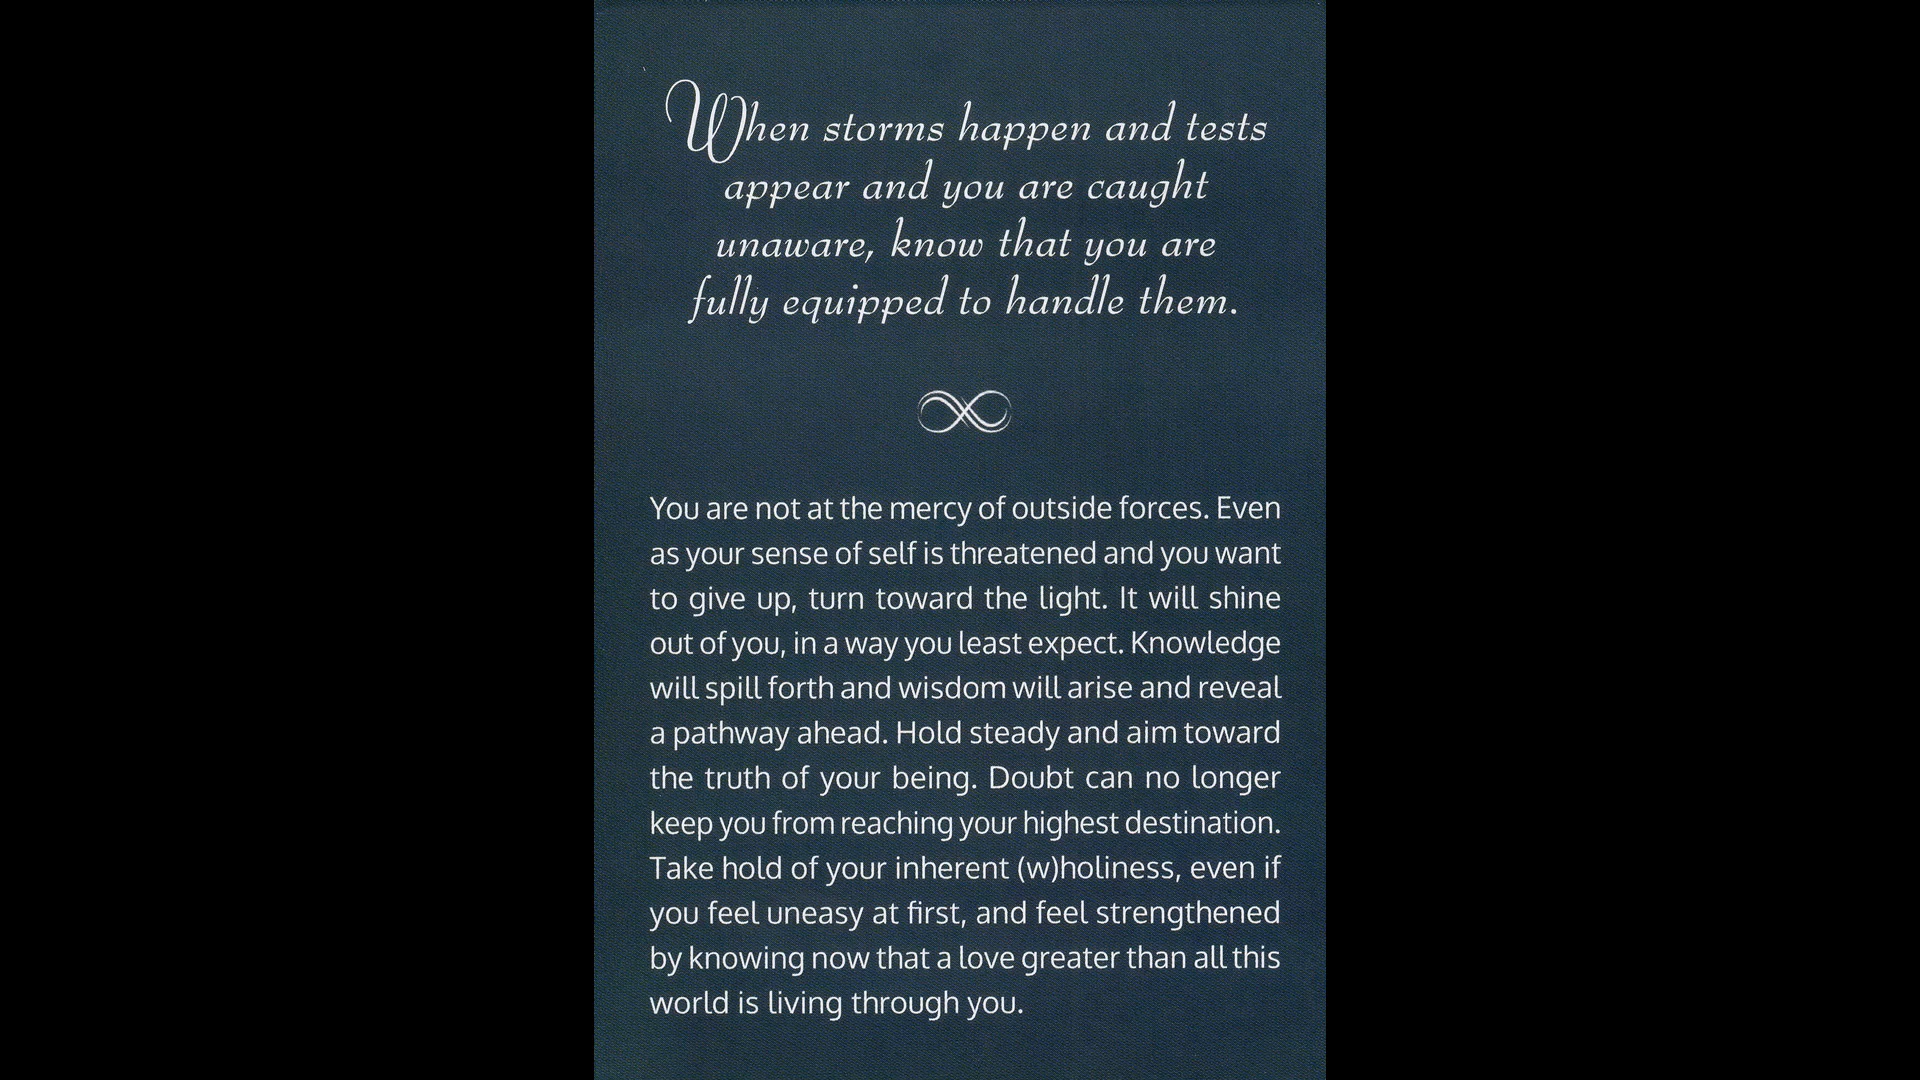 When storms happen and tests
appear and you are caught
unaware, know that you are
fully equipped to handle them.
You are not at the mercy of outside forces. Even
as your sense of self is threatened and you want
to give up, turn toward the light. It will shine
out of you, in a way you least expect. Knowledge
will spill forth and wisdom will arise and reveal
a pathway ahead. Hold steady and aim toward
the truth of your being. Doubt can no longer
keep you from reaching your highest destination.
Take hold of your inherent (w)holiness, even if
you feel uneasy at first, and feel strengthened
by knowing now that a love greater than all this
world is living through you.